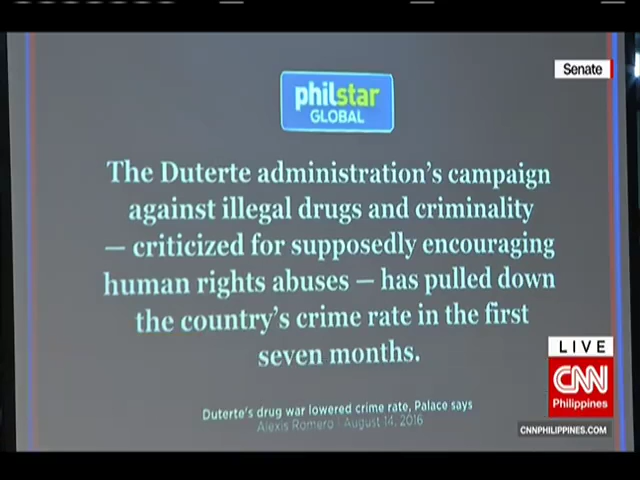 Senate
philstar
GLOBAL
The Duterte administration's campaign
against illegal drugs and criminality
— criticized for supposedly encouraging
human rights abuses — has pulled down
the country's crime rate in the first
seven months.
Duterte's drug war lowered crime rate, Palace says
Alexis Romero | August 14, 2016
LIVE
CNN
Philippines
CNNPHILIPPINES.COM